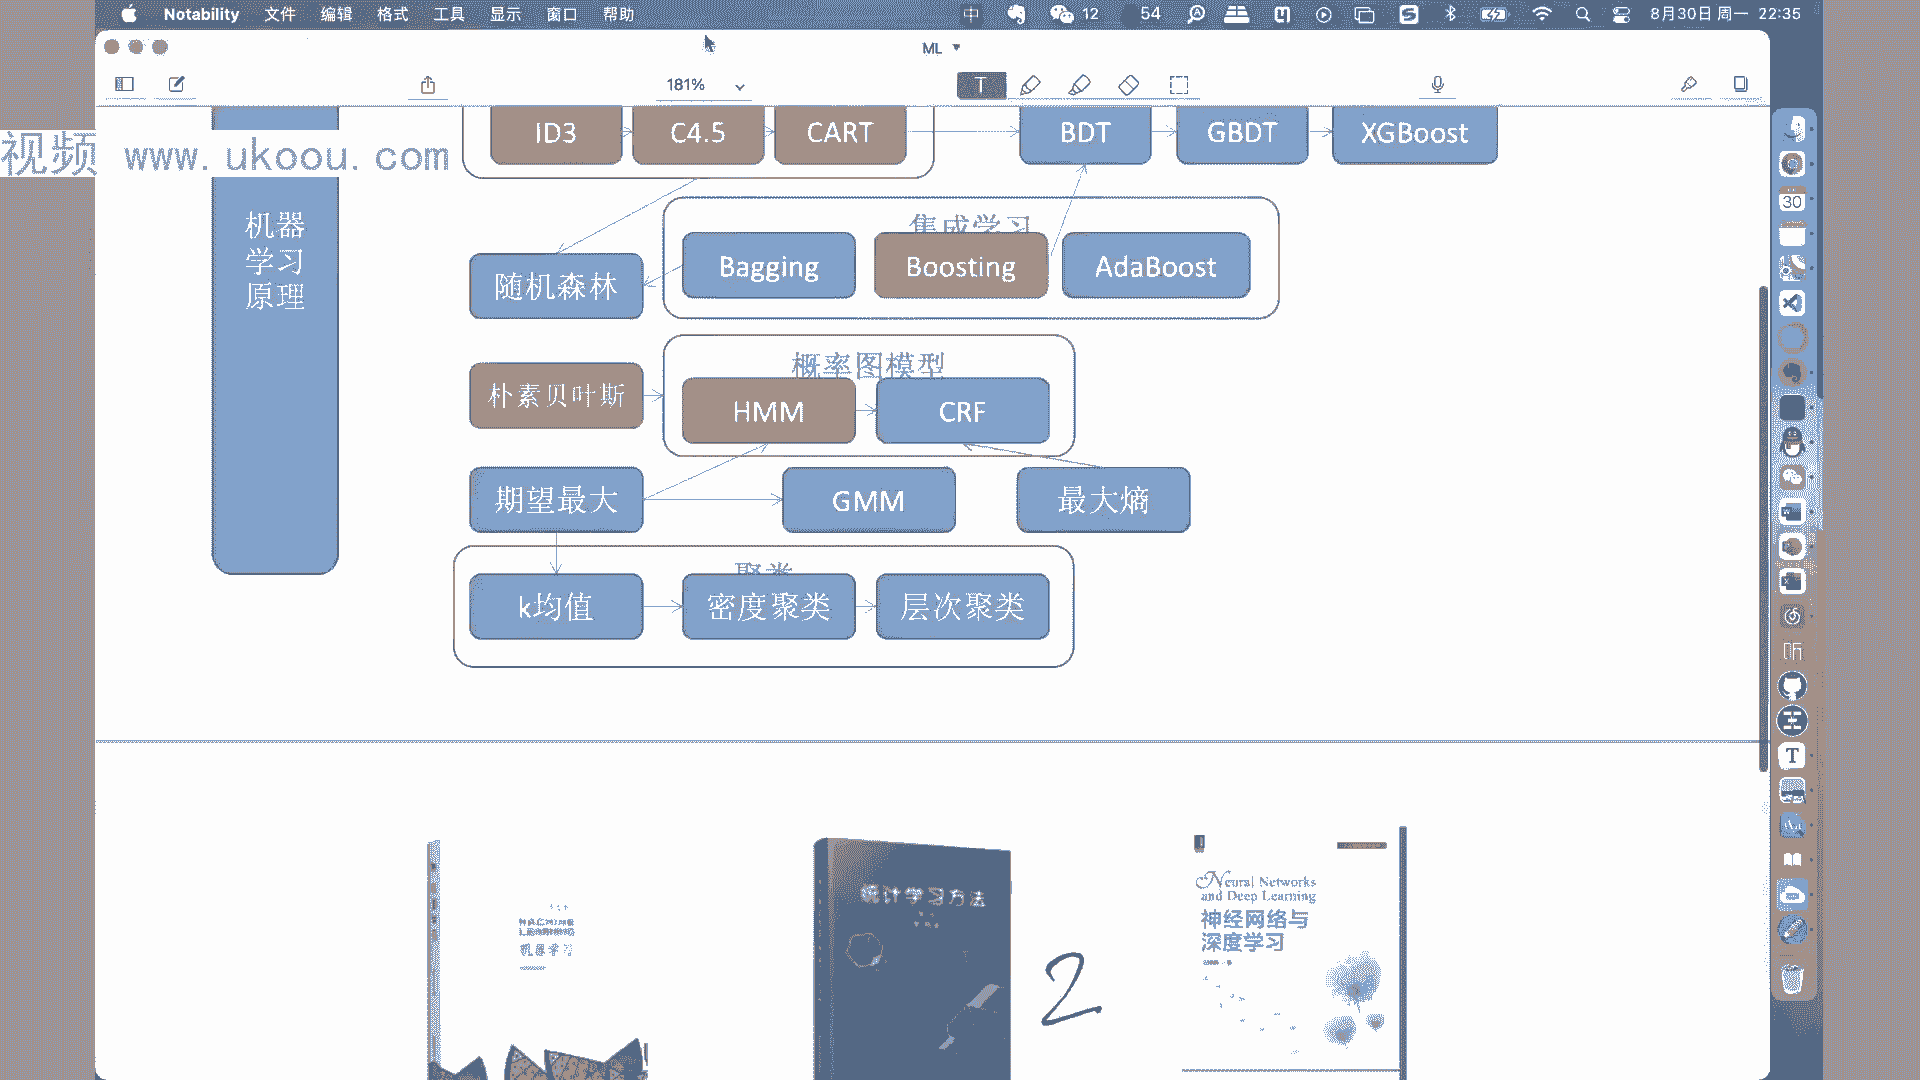 Notability 文件 编辑 格式 工具 显示 窗口 帮助 中 12 54 8月30日 周一 22:35
ML
181% T
ID3 C4.5 CART BDT GBDT XGBoost
视频 www. ukoou. com
机器
学习
原理
集成学习
随机森林 Bagging Boosting AdaBoost
概率图模型
朴素贝叶斯 HMM CRF
期望最大 GMM 最大熵
聚类
k均值 密度聚类 层次聚类
30
MACHINE
LEARNING
机器学习
统计学习方法
2
Neural Networks
and Deep Learning
神经网络与
深度学习